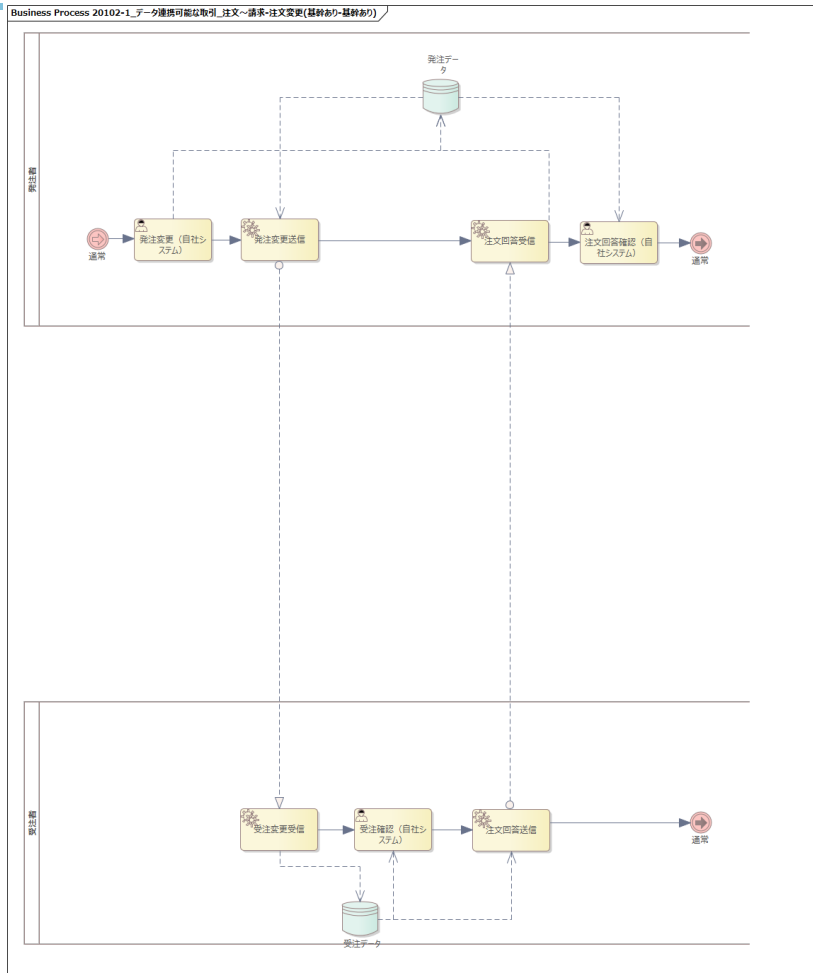 Business Process 20102-1_データ連携可能な取引_注文～請求-注文変更(基幹あり-基幹あり)
発注デー
タ
発注者
発注変更（自社シ
ステム）
発注変更送信
注文回答受信
注文回答確認（自
社システム）
通常
通常
受注者
受注変更受信
受注確認（自社シ
ステム）
注文回答送信
通常
受注データ